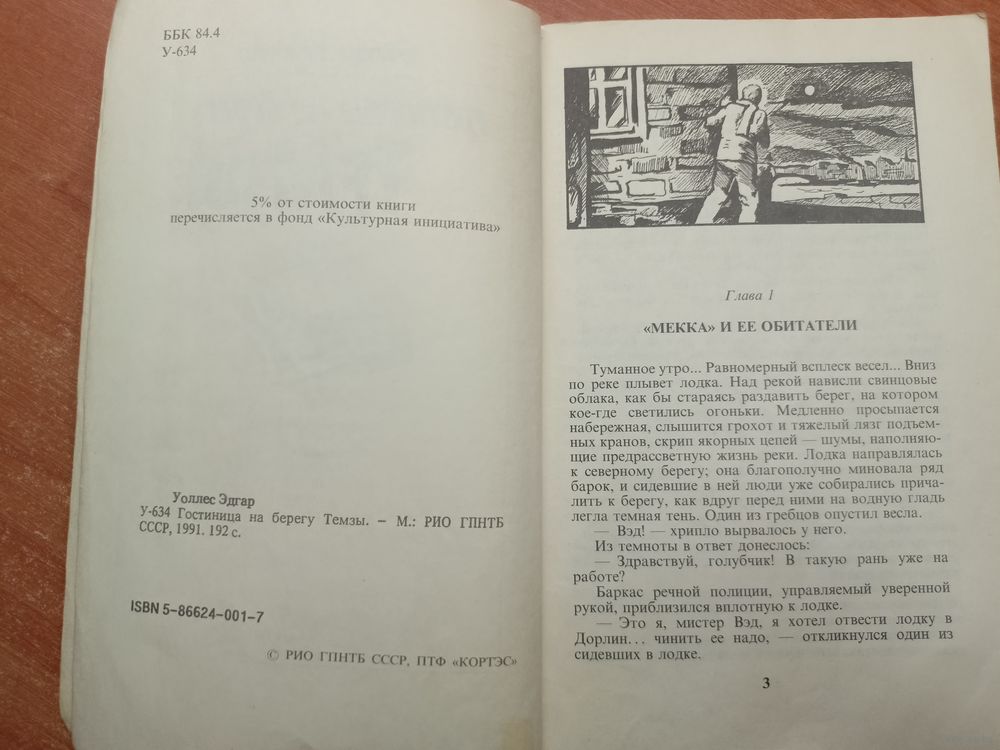 ББК 84.4
У-634
5% от стоимости книги
перечисляется в фонд «Культурная инициатива»
Уоллес Эдгар
У-634 Гостиница на берегу Темзы. – М.: РИО ГПНТБ
СССР, 1991. 192 с.
ISBN 5-86624-001-7
© РИО ГПНТБ СССР, ПТФ «КОРТЭС»
Глава 1
«МЕККА» И ЕЕ ОБИТАТЕЛИ
Туманное утро... Равномерный всплеск весел... Вниз
по реке плывет лодка. Над рекой нависли свинцовые
облака, как бы стараясь раздавить берег, на котором
кое-где светились огоньки. Медленно просыпается
набережная, слышится грохот и тяжелый лязг подъем-
ных кранов, скрип якорных цепей — шумы, наполняю-
щие предрассветную жизнь реки. Лодка направлялась
к северному берегу; она благополучно миновала ряд
барок, и сидевшие в ней люди уже собирались прича-
лить к берегу, как вдруг перед ними на водную гладь
легла темная тень. Один из гребцов опустил весла.
— Вэд! — хрипло вырвалось у него.
Из темноты в ответ донеслось:
— Здравствуй, голубчик! В такую рань уже на
работе?
Баркас речной полиции, управляемый уверенной
рукой, приблизился вплотную к лодке.
— Это я, мистер Вэд, я хотел отвести лодку в
Дорлин... чинить ее надо, — откликнулся один из
сидевших в лодке.
3